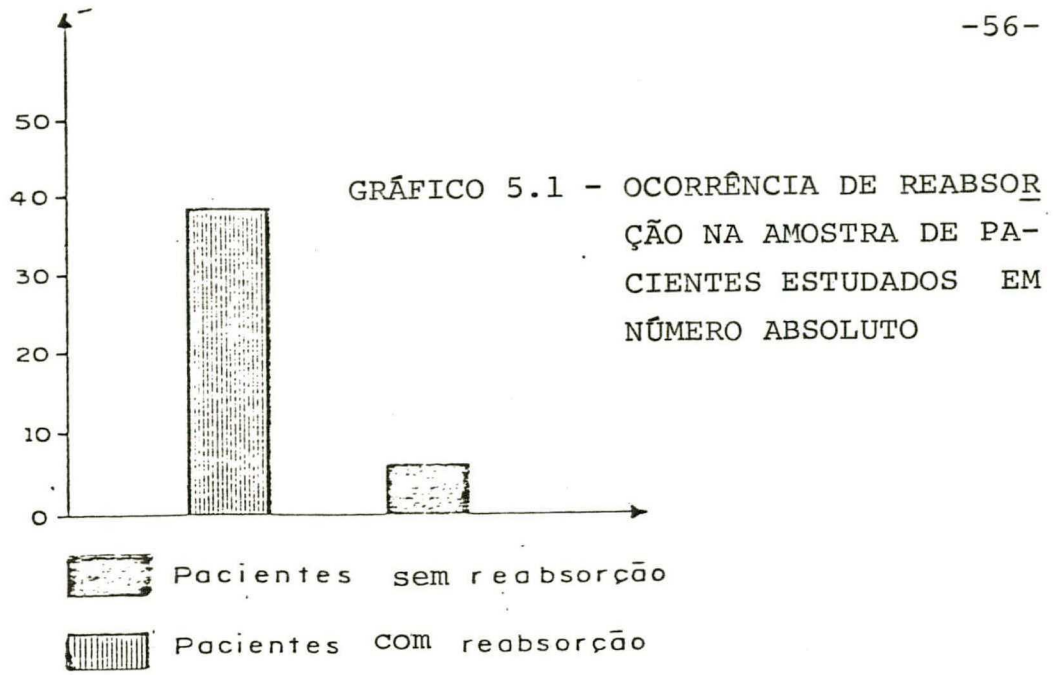 -56-
50
40
30
20
10
0
GRÁFICO 5.1 - OCORRÊNCIA DE REABSOR
ÇÃO NA AMOSTRA DE PA-
CIENTES ESTUDADOS EM
NÚMERO ABSOLUTO
Pacientes sem reabsorção
Pacientes com reabsorção